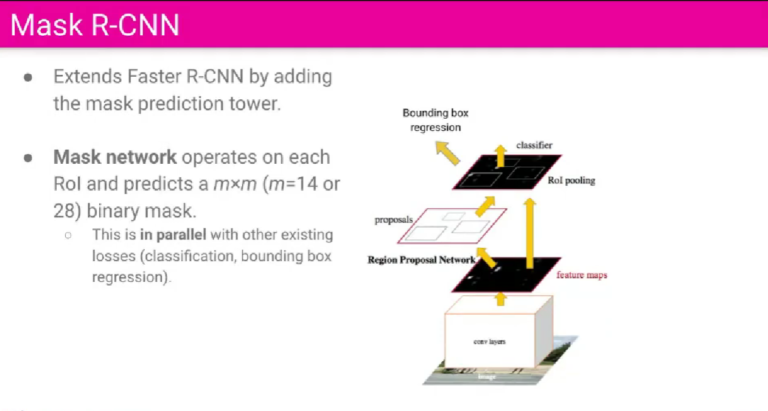 Mask R-CNN
● Extends Faster R-CNN by adding
the mask prediction tower.
● Mask network operates on each
RoI and predicts a m×m (m=14 or
28) binary mask.
○ This is in parallel with other existing
losses (classification, bounding box
regression).
Bounding box
regression
classifier
RoI pooling
proposals
Region Proposal Network
feature maps
conv layers
image